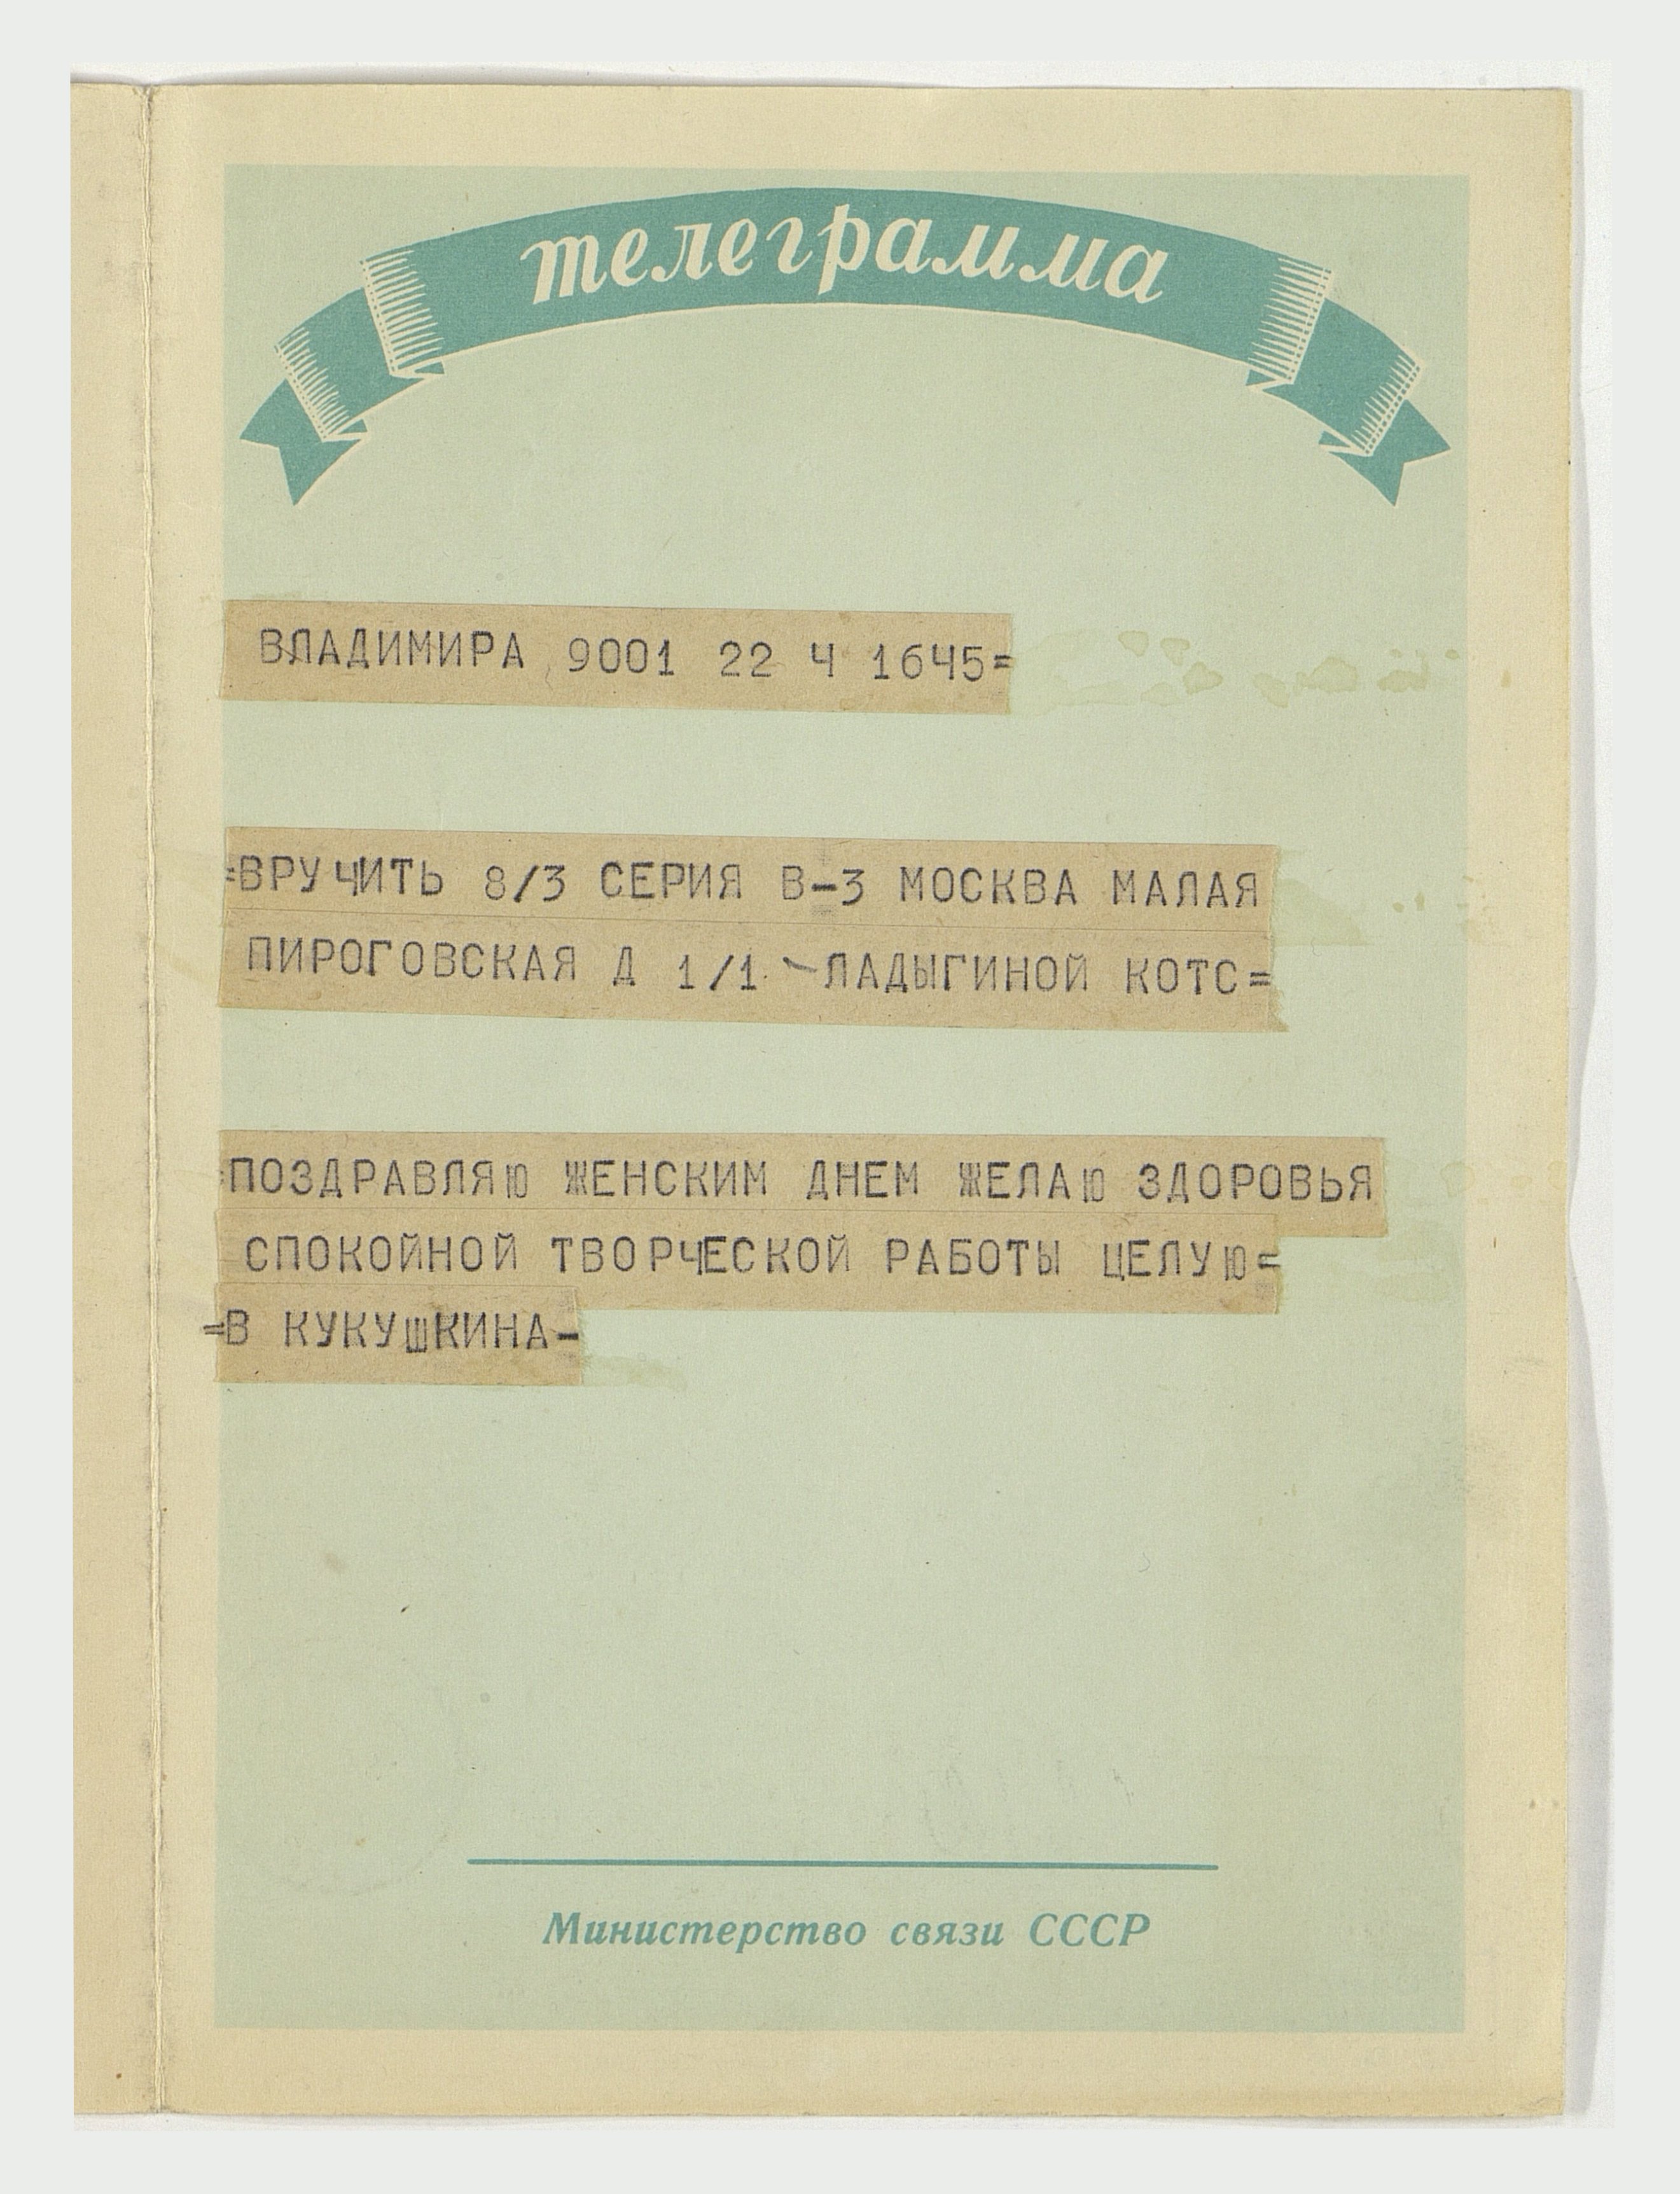 телеграмма
ВЛАДИМИРА 9001 22 Ч 1645=
=ВРУЧИТЬ 8/3 СЕРИЯ В-3 МОСКВА МАЛАЯ
ПИРОГОВСКАЯ Д 1/1 -ЛАДЫГИНОЙ КОТС=
=ПОЗДРАВЛЯЮ ЖЕНСКИМ ДНЕМ ЖЕЛАЮ ЗДОРОВЬЯ
СПОКОЙНОЙ ТВОРЧЕСКОЙ РАБОТЫ ЦЕЛУЮ=
=В КУКУШКИНА-
Министерство связи СССР